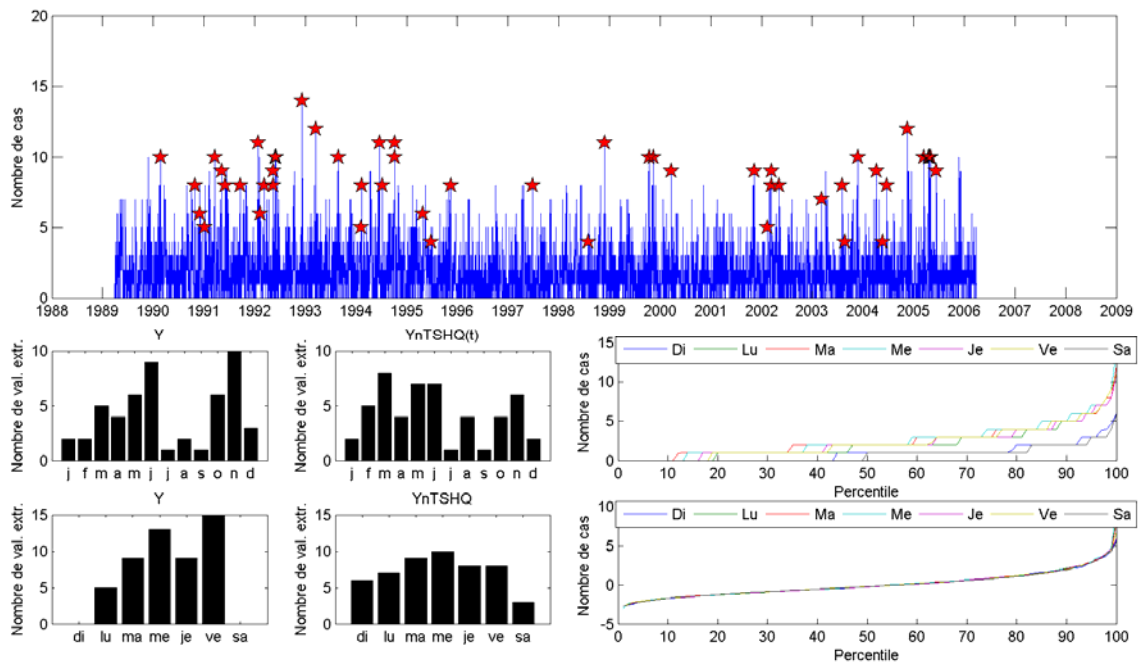 20
15
10
5
0
Nombre de cas
1988 1989 1990 1991 1992 1993 1994 1995 1996 1997 1998 1999 2000 2001 2002 2003 2004 2005 2006 2007 2008 2009
Y
10
5
0
Nombre de val. extr.
j f m a m j j a s o n d
YnTSHQ(t)
10
5
0
Nombre de val. extr.
j f m a m j j a s o n d
Di Lu Ma Me Je Ve Sa
15
10
5
0
Nombre de cas
0 10 20 30 40 50 60 70 80 90 100
Percentile
Y
15
10
5
0
Nombre de val. extr.
di lu ma me je ve sa
YnTSHQ
15
10
5
0
Nombre de val. extr.
di lu ma me je ve sa
Di Lu Ma Me Je Ve Sa
10
5
0
-5
Nombre de cas
0 10 20 30 40 50 60 70 80 90 100
Percentile